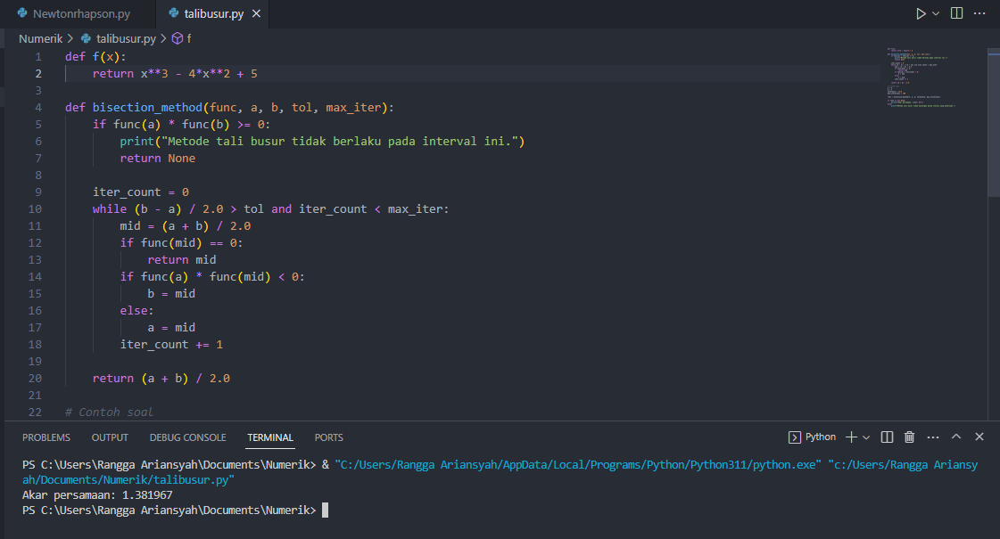 Newtonrhapson.py talibusur.py
Numerik > talibusur.py > f
1 def f(x):
2 return x**3 - 4*x**2 + 5
3
4 def bisection_method(func, a, b, tol, max_iter):
5 if func(a) * func(b) >= 0:
6 print("Metode tali busur tidak berlaku pada interval ini.")
7 return None
8
9 iter_count = 0
10 while (b - a) / 2.0 > tol and iter_count < max_iter:
11 mid = (a + b) / 2.0
12 if func(mid) == 0:
13 return mid
14 if func(a) * func(mid) < 0:
15 b = mid
16 else:
17 a = mid
18 iter_count += 1
19
20 return (a + b) / 2.0
21
22 # Contoh soal
PROBLEMS OUTPUT DEBUG CONSOLE TERMINAL PORTS Python
PS C:\Users\Rangga Ariansyah\Documents\Numerik> & "C:/Users/Rangga Ariansyah/AppData/Local/Programs/Python/Python311/python.exe" "c:/Users/Rangga Ariansy
ah/Documents/Numerik/talibusur.py"
Akar persamaan: 1.381967
PS C:\Users\Rangga Ariansyah\Documents\Numerik>